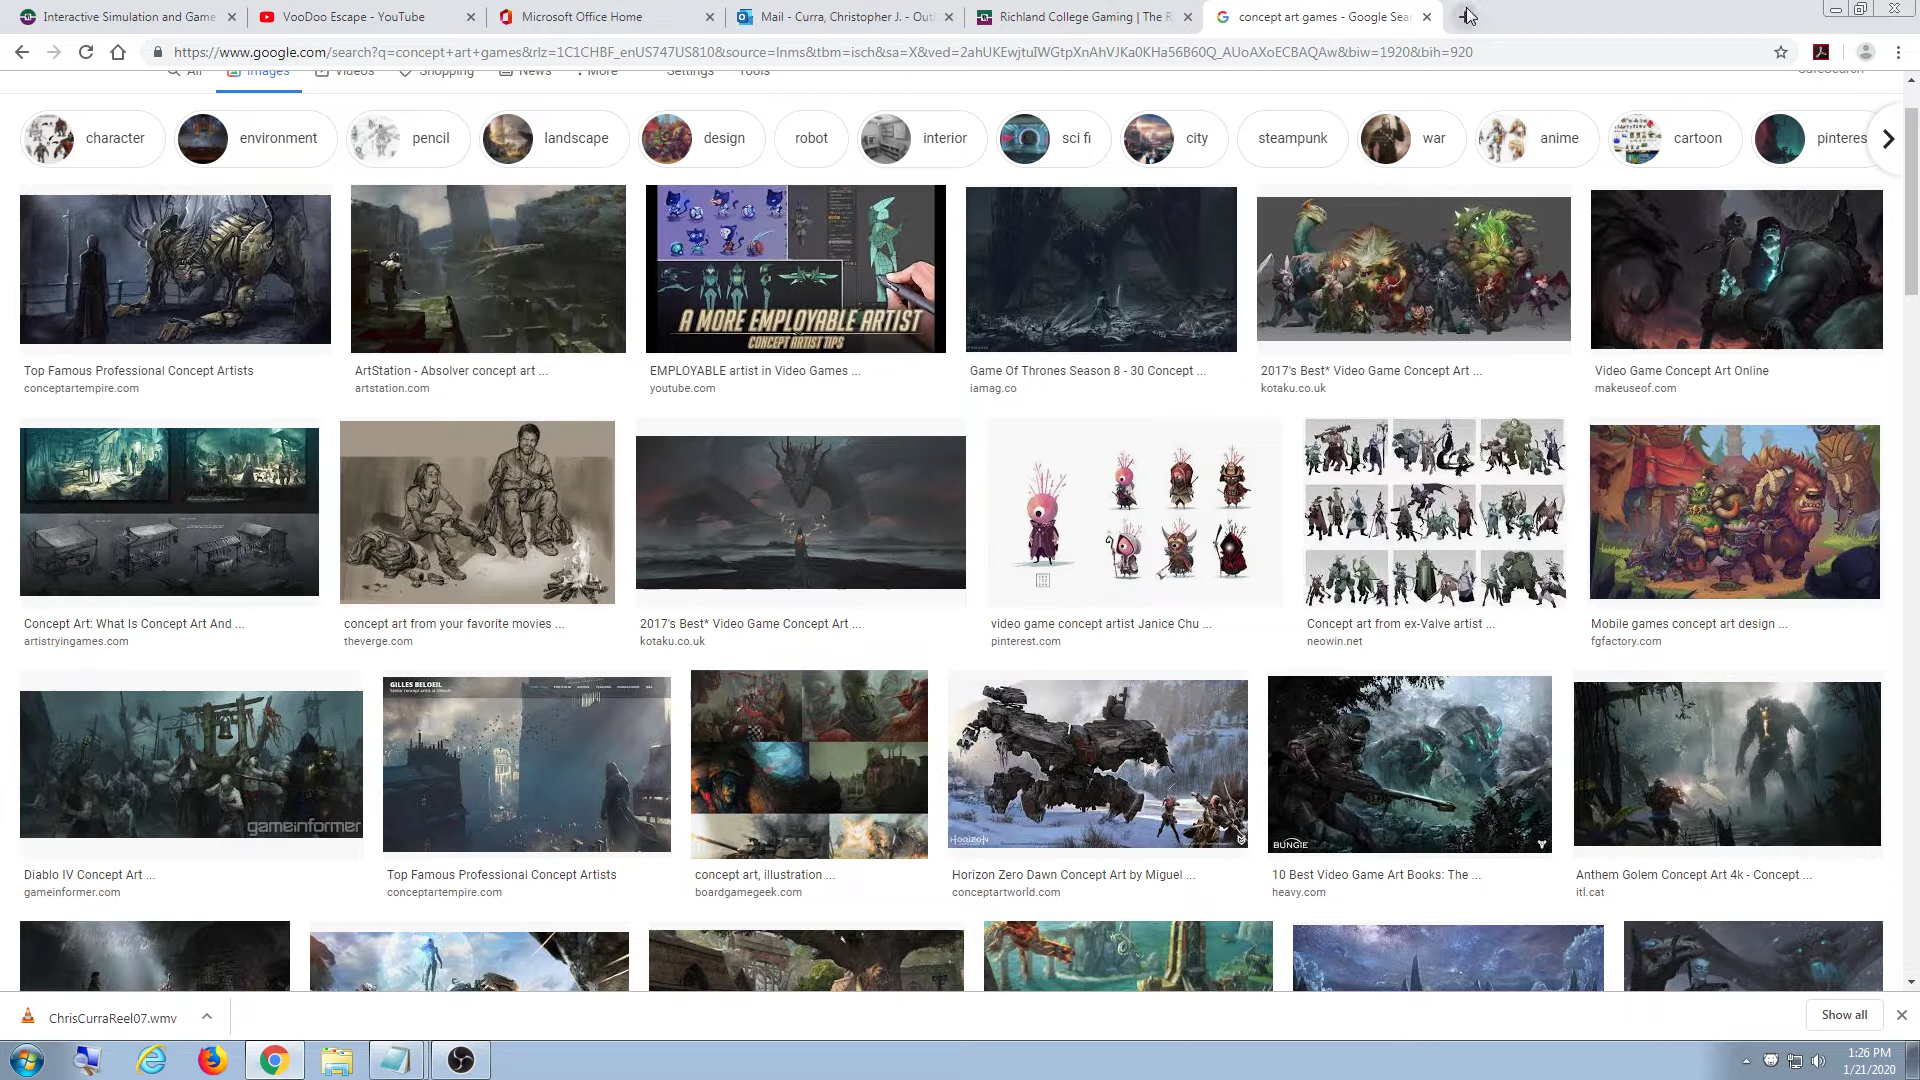 Interactive Simulation and Game
VooDoo Escape - YouTube
Microsoft Office Home
Mail - Curra, Christopher J. - Outl
Richland College Gaming | The R
concept art games - Google Sear
https://www.google.com/search?q=concept+art+games&rlz=1C1CHBF_enUS747US810&source=lnms&tbm=isch&sa=X&ved=2ahUKEwjtuIWGtpXnAhVJKa0KHa56B60Q_AUoAXoECBAQAw&biw=1920&bih=920
All Images Videos Shopping News More Settings Tools SafeSearch
character environment pencil landscape design robot interior sci fi city steampunk war anime cartoon pinteres
A MORE EMPLOYABLE ARTIST
CONCEPT ARTIST TIPS
Top Famous Professional Concept Artists
conceptartempire.com
ArtStation - Absolver concept art ...
artstation.com
EMPLOYABLE artist in Video Games ...
youtube.com
Game Of Thrones Season 8 - 30 Concept ...
iamag.co
2017's Best* Video Game Concept Art ...
kotaku.co.uk
Video Game Concept Art Online
makeuseof.com
Concept Art: What Is Concept Art And ...
artistryingames.com
concept art from your favorite movies ...
theverge.com
2017's Best* Video Game Concept Art ...
kotaku.co.uk
video game concept artist Janice Chu ...
pinterest.com
Concept art from ex-Valve artist ...
neowin.net
Mobile games concept art design ...
fgfactory.com
gameinformer
GILLES BELOEIL
HORIZON
BUNGIE
Diablo IV Concept Art ...
gameinformer.com
Top Famous Professional Concept Artists
conceptartempire.com
concept art, illustration ...
boardgamegeek.com
Horizon Zero Dawn Concept Art by Miguel ...
conceptartworld.com
10 Best Video Game Art Books: The ...
heavy.com
Anthem Golem Concept Art 4k - Concept ...
itl.cat
ChrisCurraReel07.wmv
Show all
1:26 PM
1/21/2020